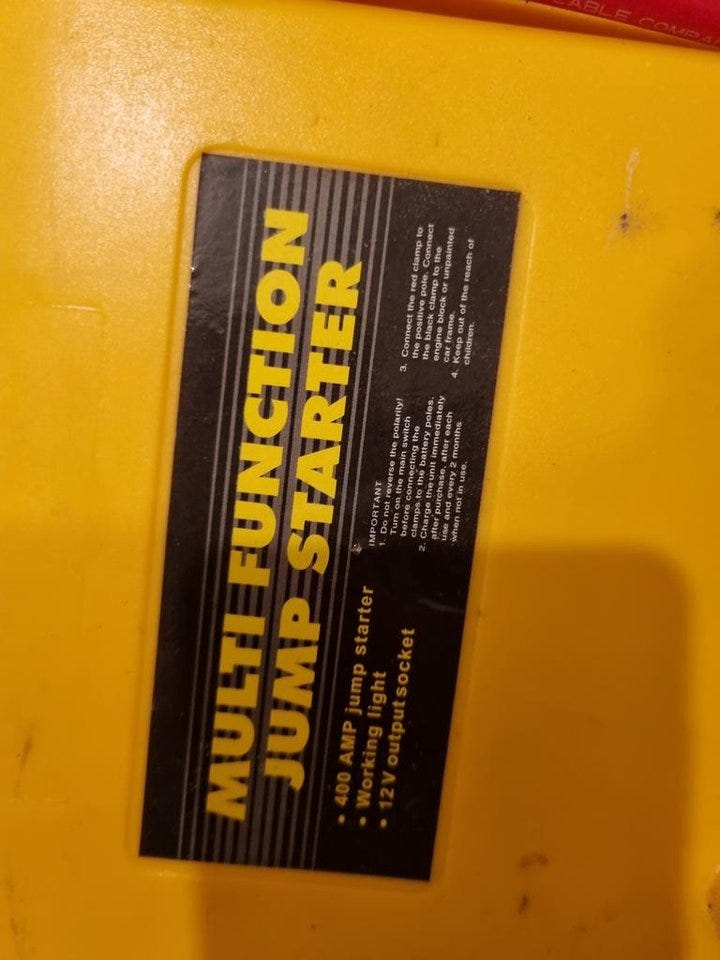 CABLE COMPA
MULTI FUNCTION
JUMP STARTER
• 400 AMP jump starter
• Working light
• 12V output socket
IMPORTANT
1. Do not reverse the polarity!
Turn on the main switch
before connecting the
clamps to the battery poles.
2. Charge the unit immediately
after purchase, after each
use and every 2 months
when not in use.
3. Connect the red clamp to
the positive pole. Connect
the black clamp to the
engine block or unpainted
car frame.
4. Keep out of the reach of
children.